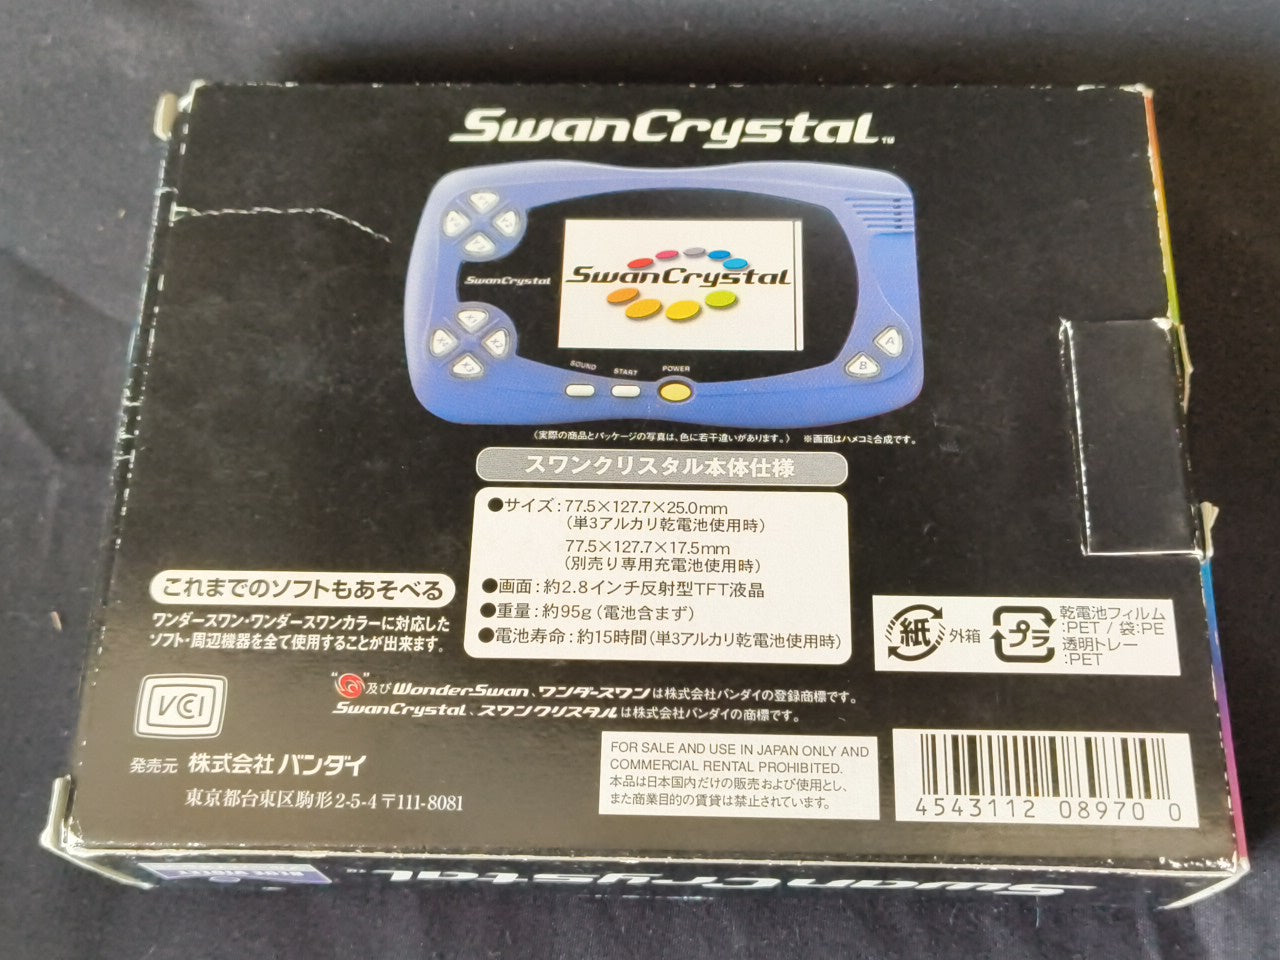 SwanCrystal™
Y1
Y2
Y3
Y4
SwanCrystal
SwanCrystal
X1
X2
X3
X4
SOUND
START
POWER
A
B
(実際の商品とパッケージの写真は、色に若干違いがあります。) ※画面はハメコミ合成です。
スワンクリスタル本体仕様
●サイズ:77.5×127.7×25.0mm
(単3アルカリ乾電池使用時)
77.5×127.7×17.5mm
(別売り専用充電池使用時)
●画面:約2.8インチ反射型TFT液晶
●重量:約95g(電池含まず)
●電池寿命:約15時間(単3アルカリ乾電池使用時)
これまでのソフトもあそべる
ワンダースワン・ワンダースワンカラーに対応した
ソフト・周辺機器を全て使用することが出来ます。
紙 外箱
プラ
乾電池フィルム
:PET / 袋:PE
透明トレー
:PET
VCCI
" "及びWonderSwan、ワンダースワンは株式会社バンダイの登録商標です。
SwanCrystal、スワンクリスタルは株式会社バンダイの商標です。
発売元 株式会社バンダイ
東京都台東区駒形2-5-4〒111-8081
FOR SALE AND USE IN JAPAN ONLY AND
COMMERCIAL RENTAL PROHIBITED.
本品は日本国内だけの販売および使用とし、
また商業目的の賃貸は禁止されています。
4543112 08970 0
BLUE VIOLET
SwanCrystal™